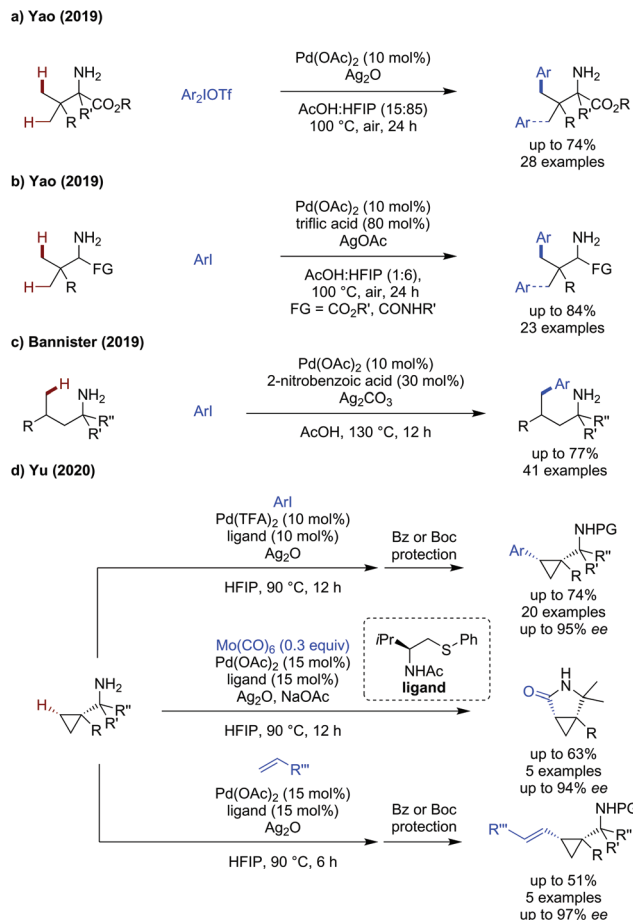 a) Yao (2019)
H
NH2
R'
CO2R
H
R
Ar2IOTf
Pd(OAc)2 (10 mol%)
Ag2O
AcOH:HFIP (15:85)
100 °C, air, 24 h
Ar
NH2
R'
CO2R
Ar
R
up to 74%
28 examples
b) Yao (2019)
H
NH2
FG
H
R
ArI
Pd(OAc)2 (10 mol%)
triflic acid (80 mol%)
AgOAc
AcOH:HFIP (1:6),
100 °C, air, 24 h
FG = CO2R', CONHR'
Ar
NH2
FG
Ar
R
up to 84%
23 examples
c) Bannister (2019)
H
NH2
R''
R
R'
ArI
Pd(OAc)2 (10 mol%)
2-nitrobenzoic acid (30 mol%)
Ag2CO3
AcOH, 130 °C, 12 h
Ar
NH2
R''
R
R'
up to 77%
41 examples
d) Yu (2020)
ArI
Pd(TFA)2 (10 mol%)
ligand (10 mol%)
Ag2O
HFIP, 90 °C, 12 h
Bz or Boc
protection
NHPG
Ar
R''
R'
R
up to 74%
20 examples
up to 95% ee
Mo(CO)6 (0.3 equiv)
Pd(OAc)2 (15 mol%)
ligand (15 mol%)
Ag2O, NaOAc
HFIP, 90 °C, 12 h
iPr
S
Ph
NHAc
ligand
NH2
H
R''
R'
R
H
N
O
R
up to 63%
5 examples
up to 94% ee
R'''
Pd(OAc)2 (15 mol%)
ligand (15 mol%)
Ag2O
HFIP, 90 °C, 6 h
Bz or Boc
protection
NHPG
R'''
R''
R'
R
up to 51%
5 examples
up to 97% ee